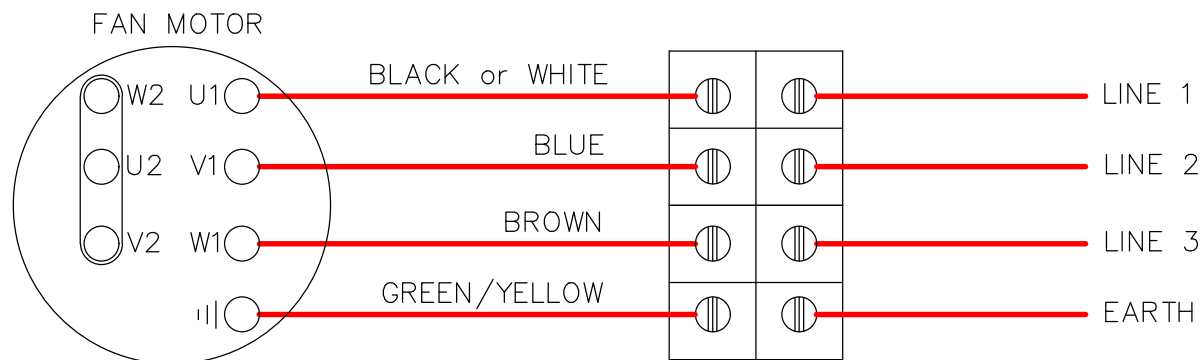 FAN MOTOR
W2 U1 BLACK or WHITE LINE 1
U2 V1 BLUE LINE 2
V2 W1 BROWN LINE 3
GREEN/YELLOW EARTH